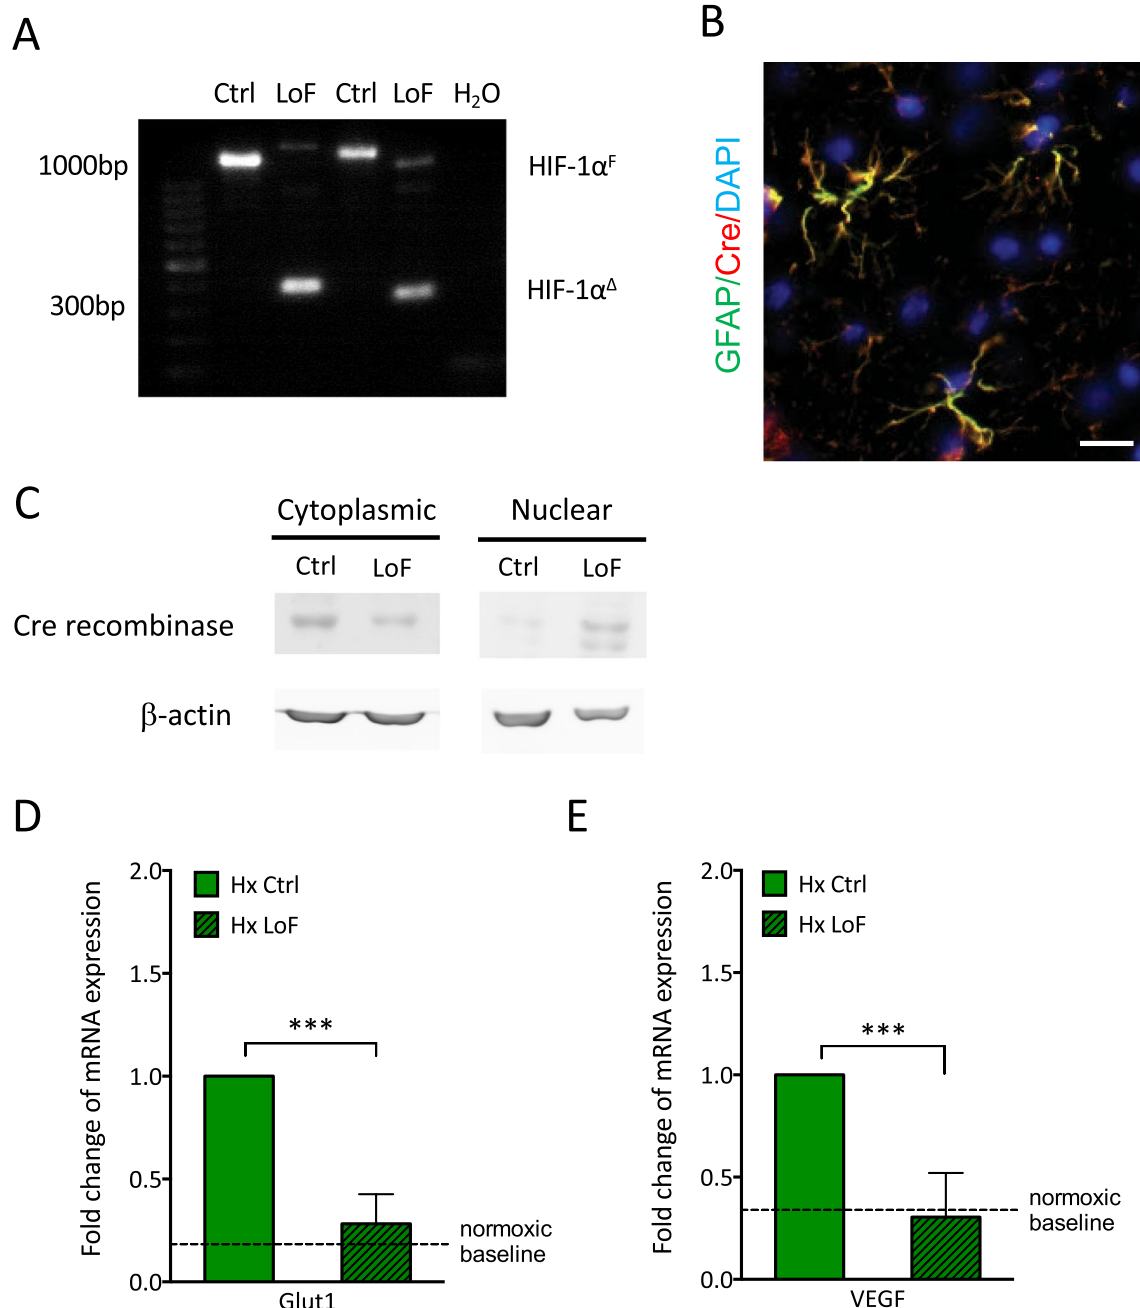 A
Ctrl LoF Ctrl LoF H₂O
1000bp
HIF-1αF
300bp
HIF-1αΔ
B
GFAP/Cre/DAPI
C
Cytoplasmic Nuclear
Ctrl LoF Ctrl LoF
Cre recombinase
β-actin
D
Fold change of mRNA expression
2.0
1.5
1.0
0.5
0.0
Hx Ctrl
Hx LoF
***
normoxic
baseline
Glut1
E
Fold change of mRNA expression
2.0
1.5
1.0
0.5
0.0
Hx Ctrl
Hx LoF
***
normoxic
baseline
VEGF